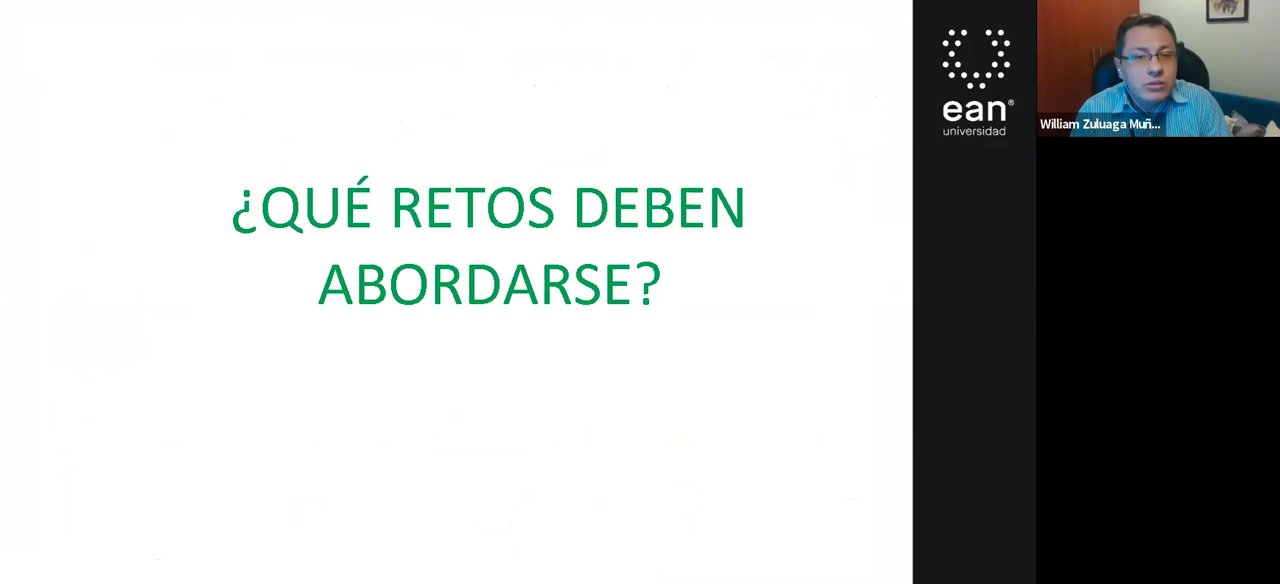 ¿QUÉ RETOS DEBEN
ABORDARSE?
ean®
universidad
William Zuluaga Muñ...